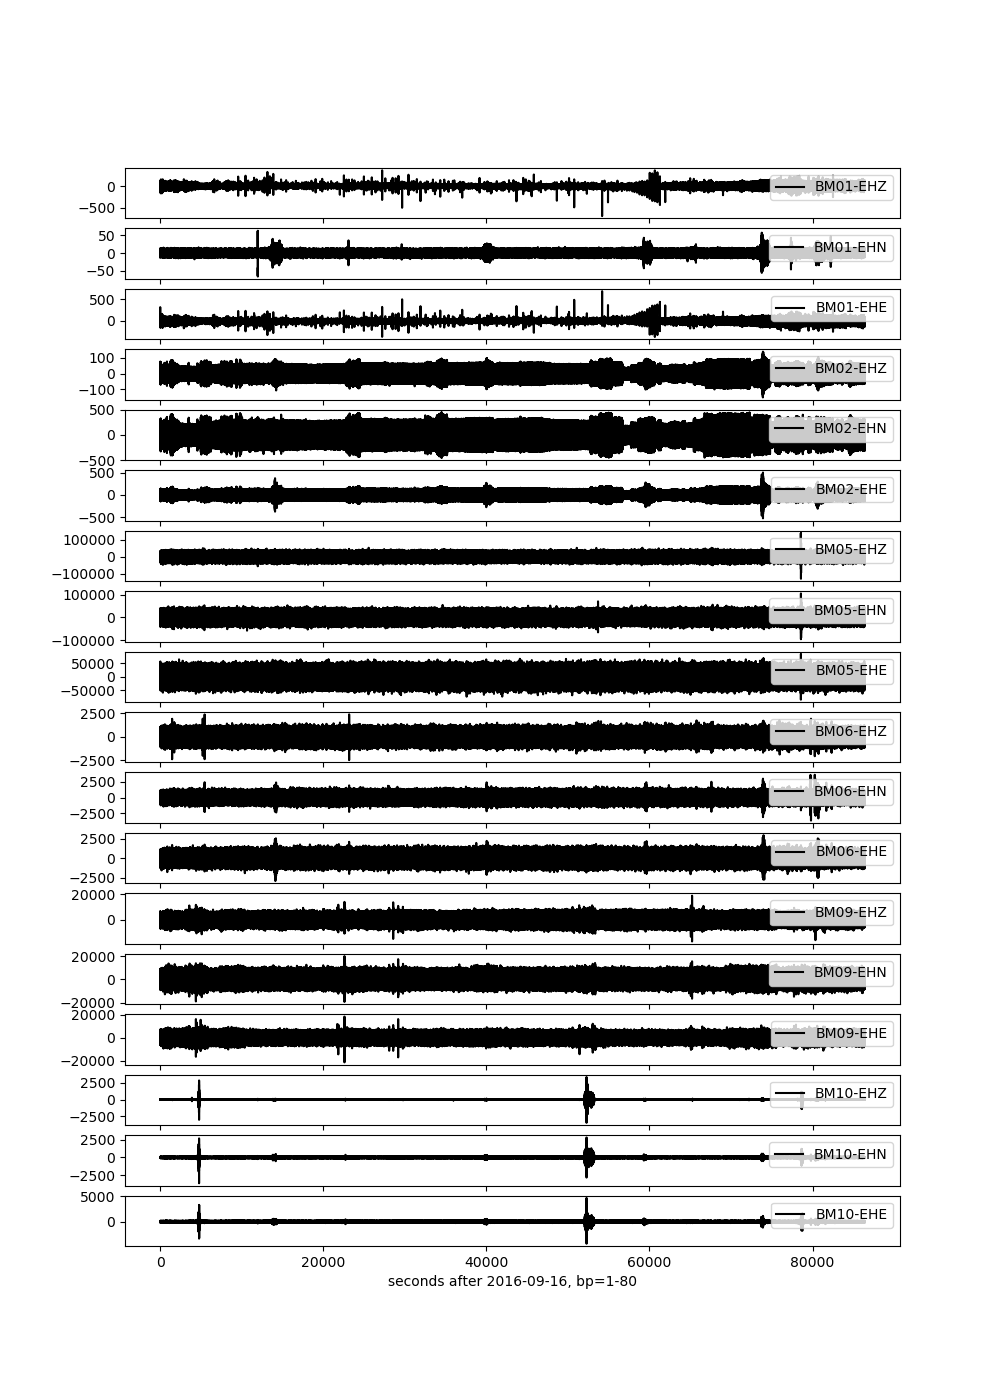 0
−500
BM01-EHZ
50
0
−50
BM01-EHN
500
0
BM01-EHE
100
0
−100
BM02-EHZ
500
0
−500
BM02-EHN
500
0
−500
BM02-EHE
100000
0
−100000
BM05-EHZ
100000
0
−100000
BM05-EHN
50000
0
−50000
BM05-EHE
2500
0
−2500
BM06-EHZ
2500
0
−2500
BM06-EHN
2500
0
−2500
BM06-EHE
20000
0
BM09-EHZ
20000
0
−20000
BM09-EHN
20000
0
−20000
BM09-EHE
2500
0
−2500
BM10-EHZ
2500
0
−2500
BM10-EHN
5000
0
BM10-EHE
0 20000 40000 60000 80000
seconds after 2016-09-16, bp=1-80